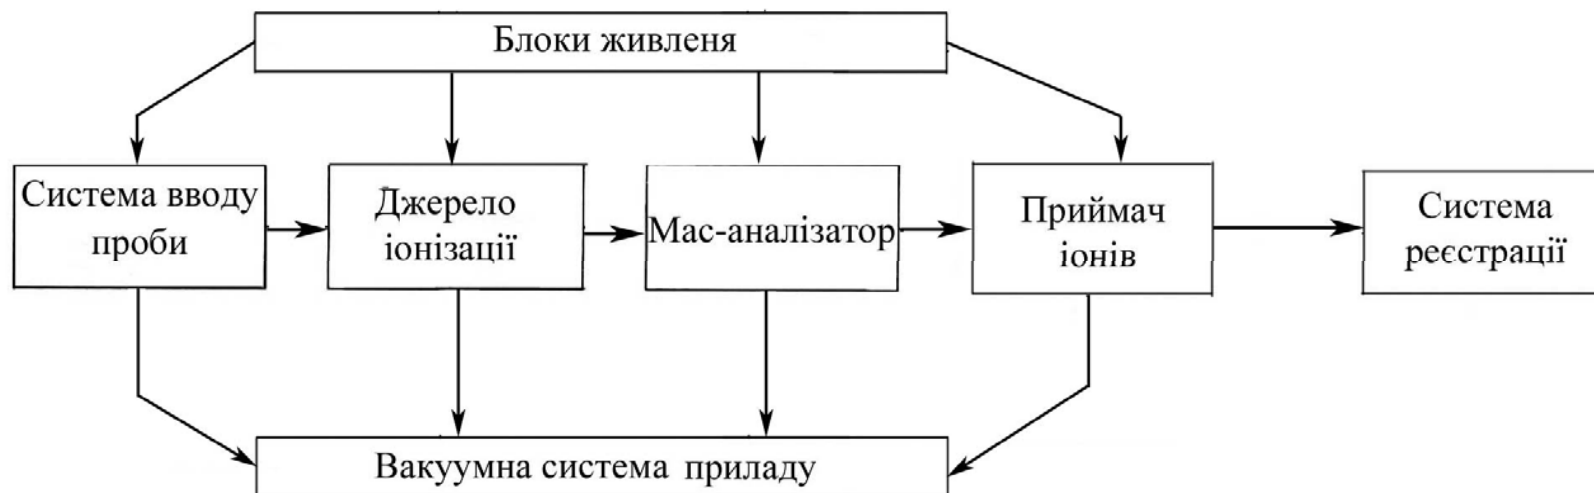 Блоки живленя
Система вводу
проби
Джерело
іонізації
Мас-аналізатор
Приймач
іонів
Система
реєстрації
Вакуумна система приладу